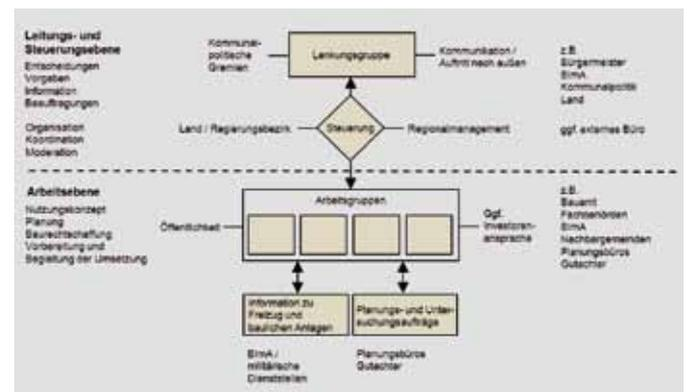 Leitungs- und
Steuerungsebene
Entscheidungen
Vorgaben
Information
Beauftragungen
Organisation
Koordination
Moderation
Kommunal-
politische
Gremien
Lenkungsgruppe
Kommunikation /
Auftritt nach außen
z.B.
Bürgermeister
BImA
Kommunalpolitik
Land
Land / Regierungsbezirk
Steuerung
Regionalmanagement
ggf. externes Büro
Arbeitsebene
Nutzungskonzept
Planung
Baurechtschaffung
Vorbereitung und
Begleitung der Umsetzung
Öffentlichkeit
Arbeitsgruppen
Ggf.
Investoren-
ansprache
z.B.
Bauamt
Fachbehörden
BImA
Nachbargemeinden
Planungsbüros
Gutachter
Information zu
Freizug und
baulichen Anlagen
Planungs- und Unter-
suchungsaufträge
BImA /
militärische
Dienststellen
Planungsbüros
Gutachter